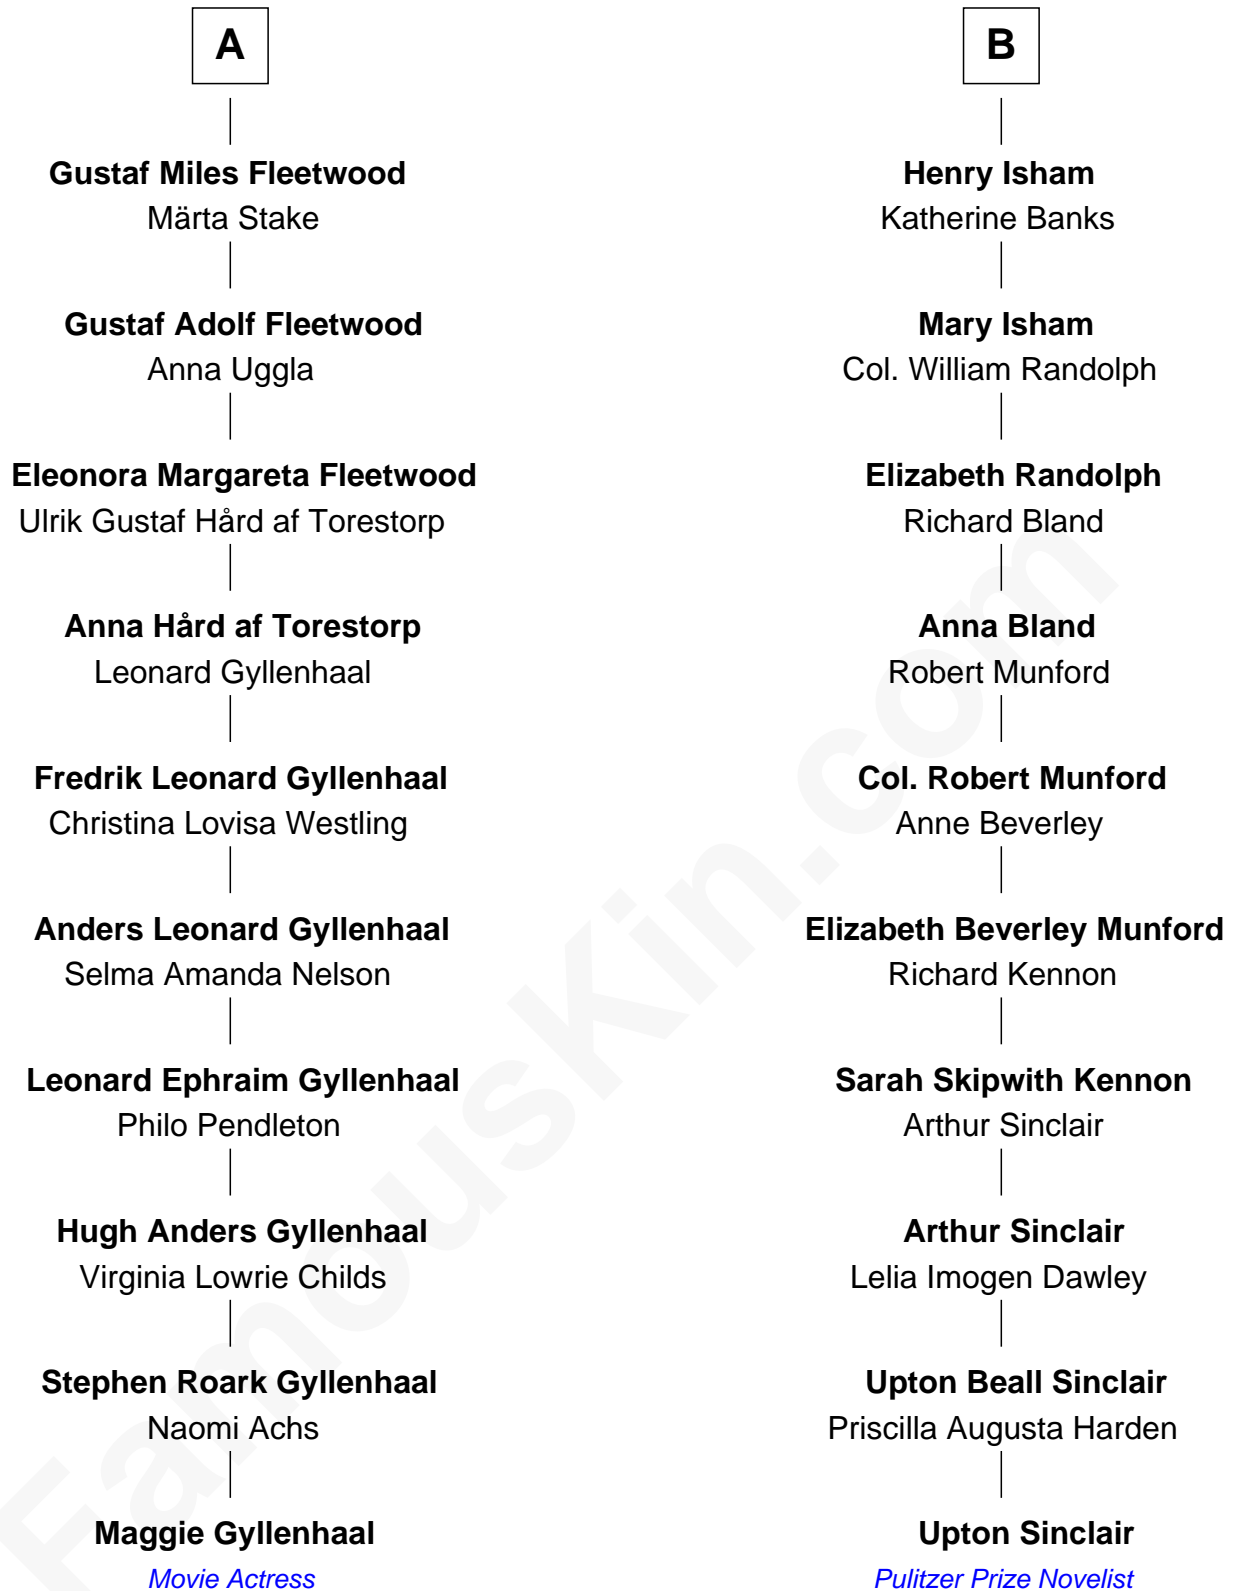 A
Gustaf Miles Fleetwood
Märta Stake
Gustaf Adolf Fleetwood
Anna Uggla
Eleonora Margareta Fleetwood
Ulrik Gustaf Hård af Torestorp
Anna Hård af Torestorp
Leonard Gyllenhaal
Fredrik Leonard Gyllenhaal
Christina Lovisa Westling
Anders Leonard Gyllenhaal
Selma Amanda Nelson
Leonard Ephraim Gyllenhaal
Philo Pendleton
Hugh Anders Gyllenhaal
Virginia Lowrie Childs
Stephen Roark Gyllenhaal
Naomi Achs
Maggie Gyllenhaal
Movie Actress
B
Henry Isham
Katherine Banks
Mary Isham
Col. William Randolph
Elizabeth Randolph
Richard Bland
Anna Bland
Robert Munford
Col. Robert Munford
Anne Beverley
Elizabeth Beverley Munford
Richard Kennon
Sarah Skipwith Kennon
Arthur Sinclair
Arthur Sinclair
Lelia Imogen Dawley
Upton Beall Sinclair
Priscilla Augusta Harden
Upton Sinclair
Pulitzer Prize Novelist
FamousKin.com